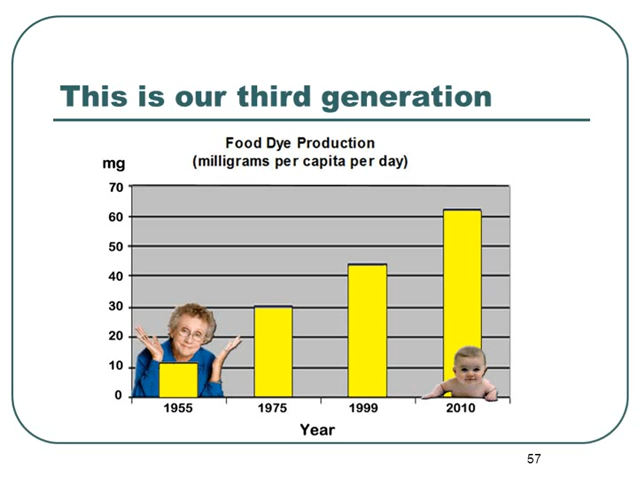 This is our third generation
Food Dye Production
(milligrams per capita per day)
mg
70
60
50
40
30
20
10
0
1955 1975 1999 2010
Year
57